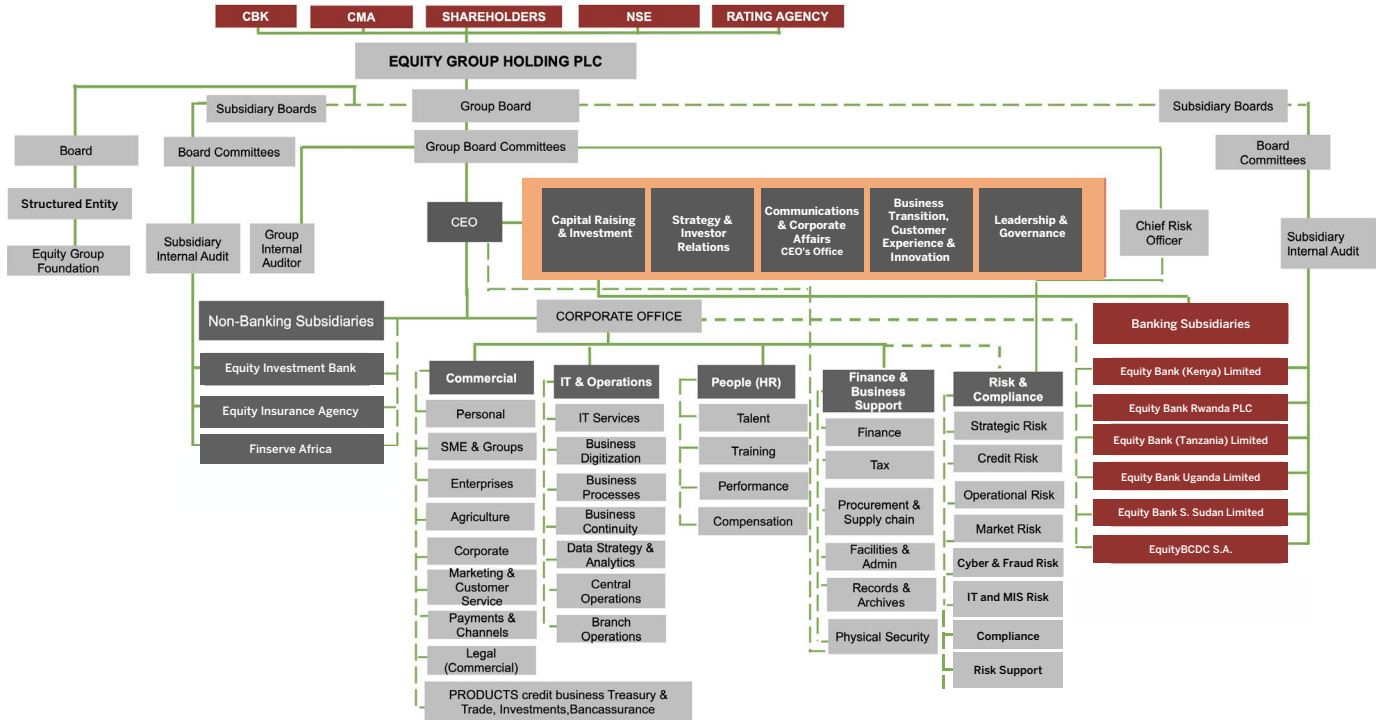 CBK
CMA
SHAREHOLDERS
NSE
RATING AGENCY
EQUITY GROUP HOLDING PLC
Subsidiary Boards
Group Board
Subsidiary Boards
Board
Board Committees
Group Board Committees
Board
Committees
Structured Entity
Equity Group
Foundation
Subsidiary
Internal Audit
Group
Internal
Auditor
CEO
Capital Raising
& Investment
Strategy &
Investor
Relations
Communications
& Corporate
Affairs
CEO's Office
Business
Transition,
Customer
Experience &
Innovation
Leadership &
Governance
Chief Risk
Officer
Subsidiary
Internal Audit
Non-Banking Subsidiaries
CORPORATE OFFICE
Banking Subsidiaries
Equity Investment Bank
Equity Insurance Agency
Finserve Africa
Commercial
Personal
SME & Groups
Enterprises
Agriculture
Corporate
Marketing &
Customer
Service
Payments &
Channels
Legal
(Commercial)
PRODUCTS credit business Treasury &
Trade, Investments,Bancassurance
IT & Operations
IT Services
Business
Digitization
Business
Processes
Business
Continuity
Data Strategy &
Analytics
Central
Operations
Branch
Operations
People (HR)
Talent
Training
Performance
Compensation
Finance &
Business
Support
Finance
Tax
Procurement &
Supply chain
Facilities &
Admin
Records &
Archives
Physical Security
Risk &
Compliance
Strategic Risk
Credit Risk
Operational Risk
Market Risk
Cyber & Fraud Risk
IT and MIS Risk
Compliance
Risk Support
Equity Bank (Kenya) Limited
Equity Bank Rwanda PLC
Equity Bank (Tanzania) Limited
Equity Bank Uganda Limited
Equity Bank S. Sudan Limited
EquityBCDC S.A.